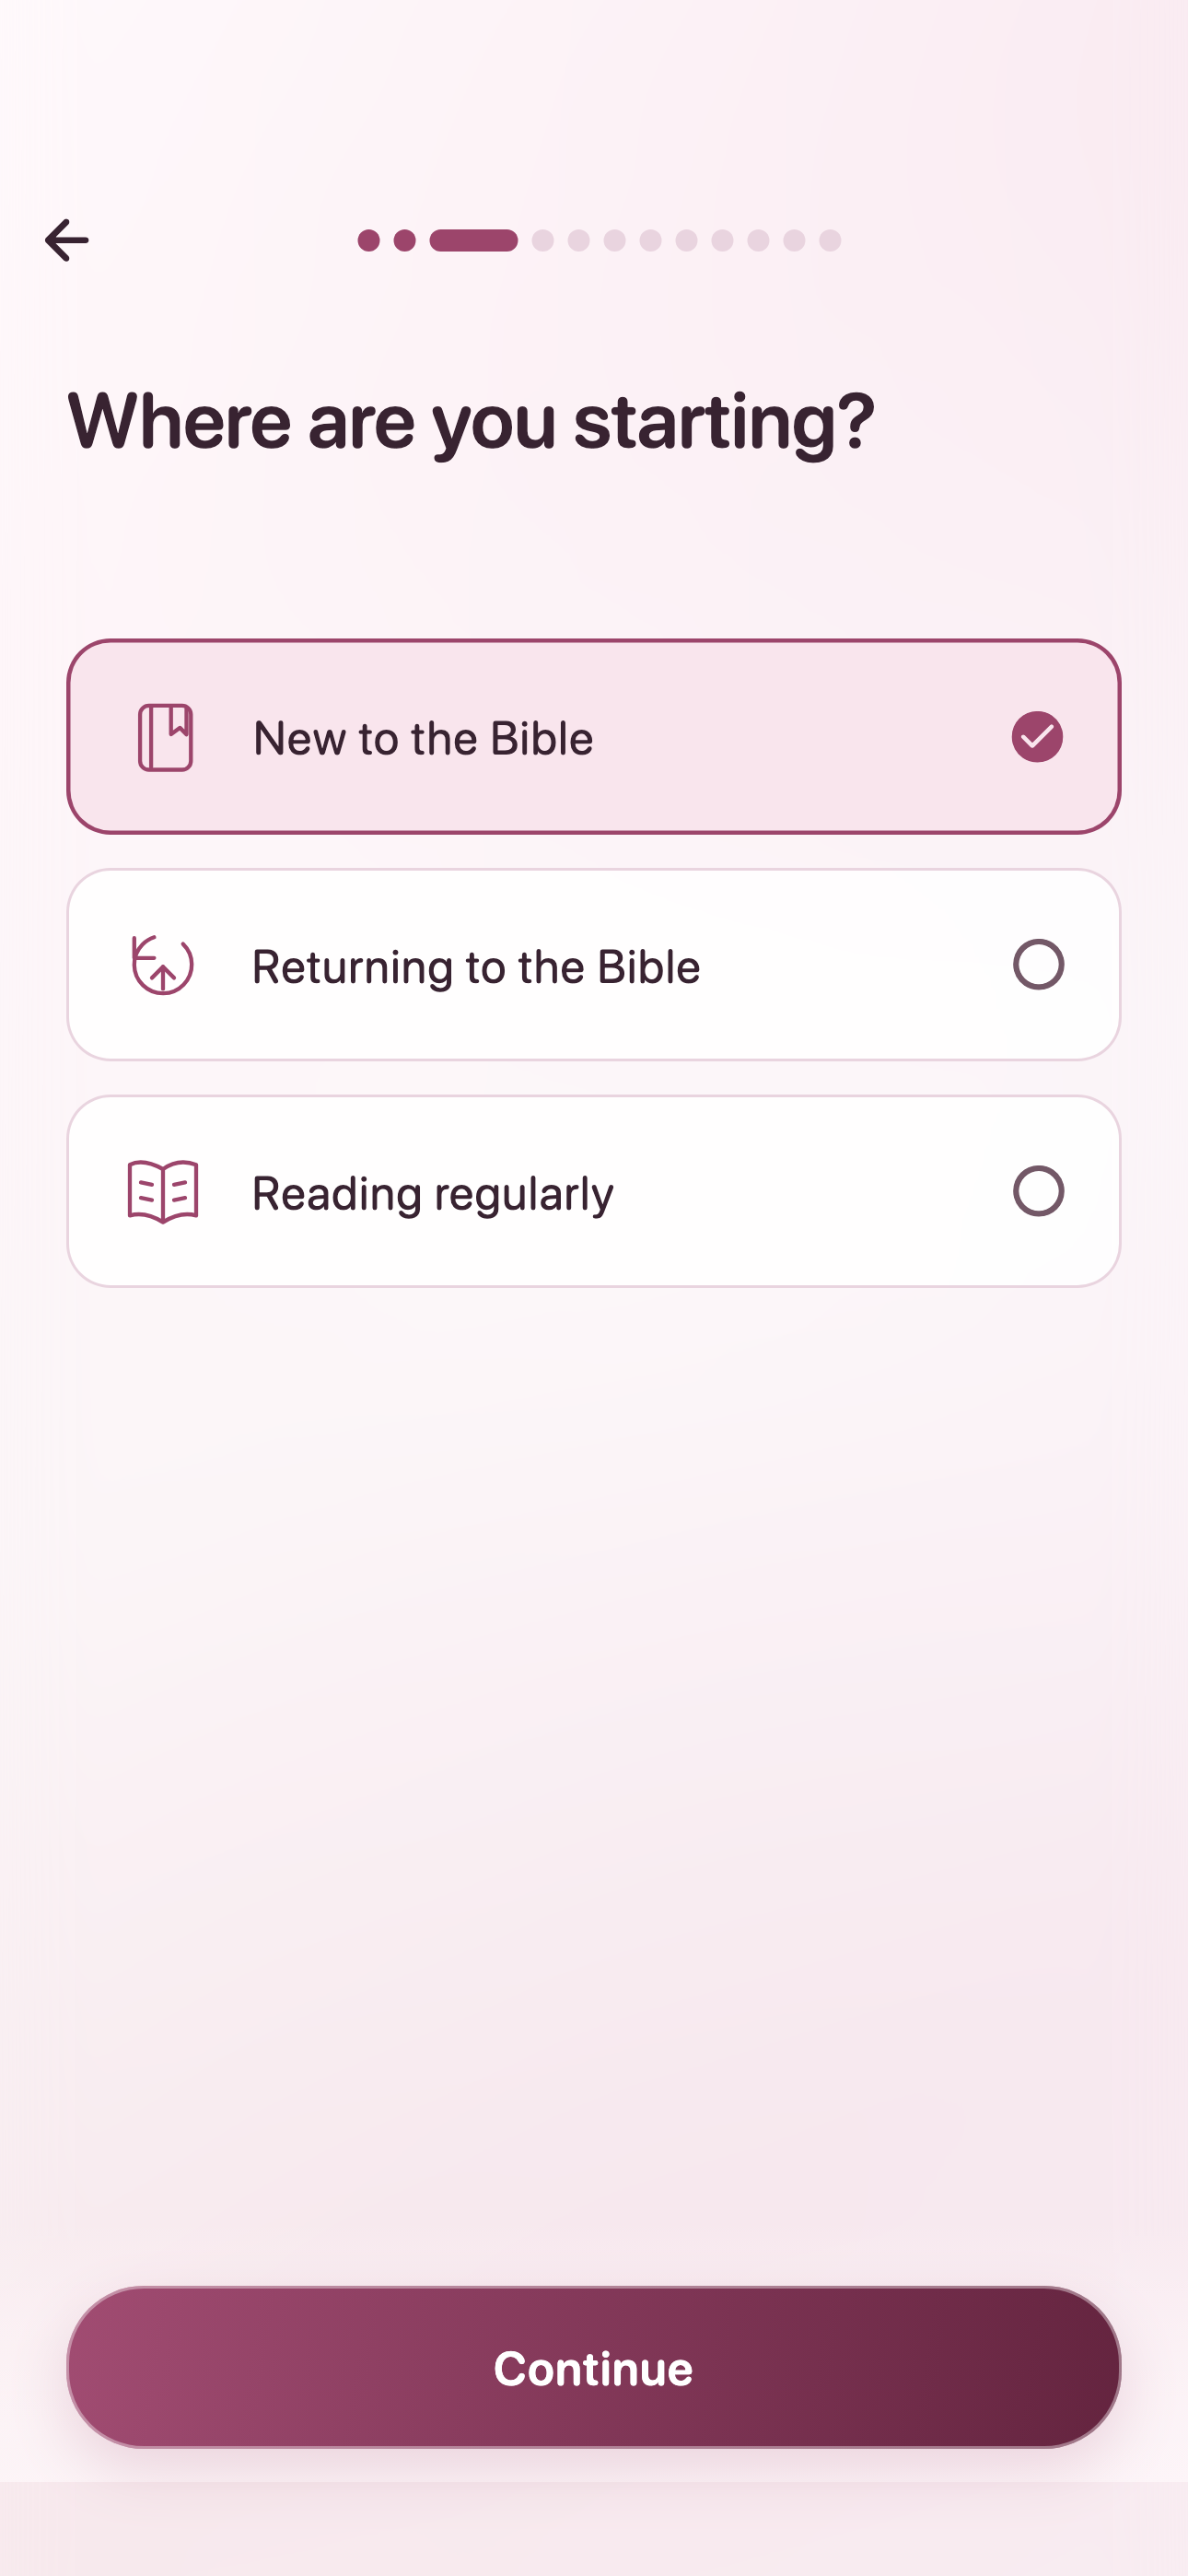 Where are you starting?
New to the Bible
Returning to the Bible
Reading regularly
Continue